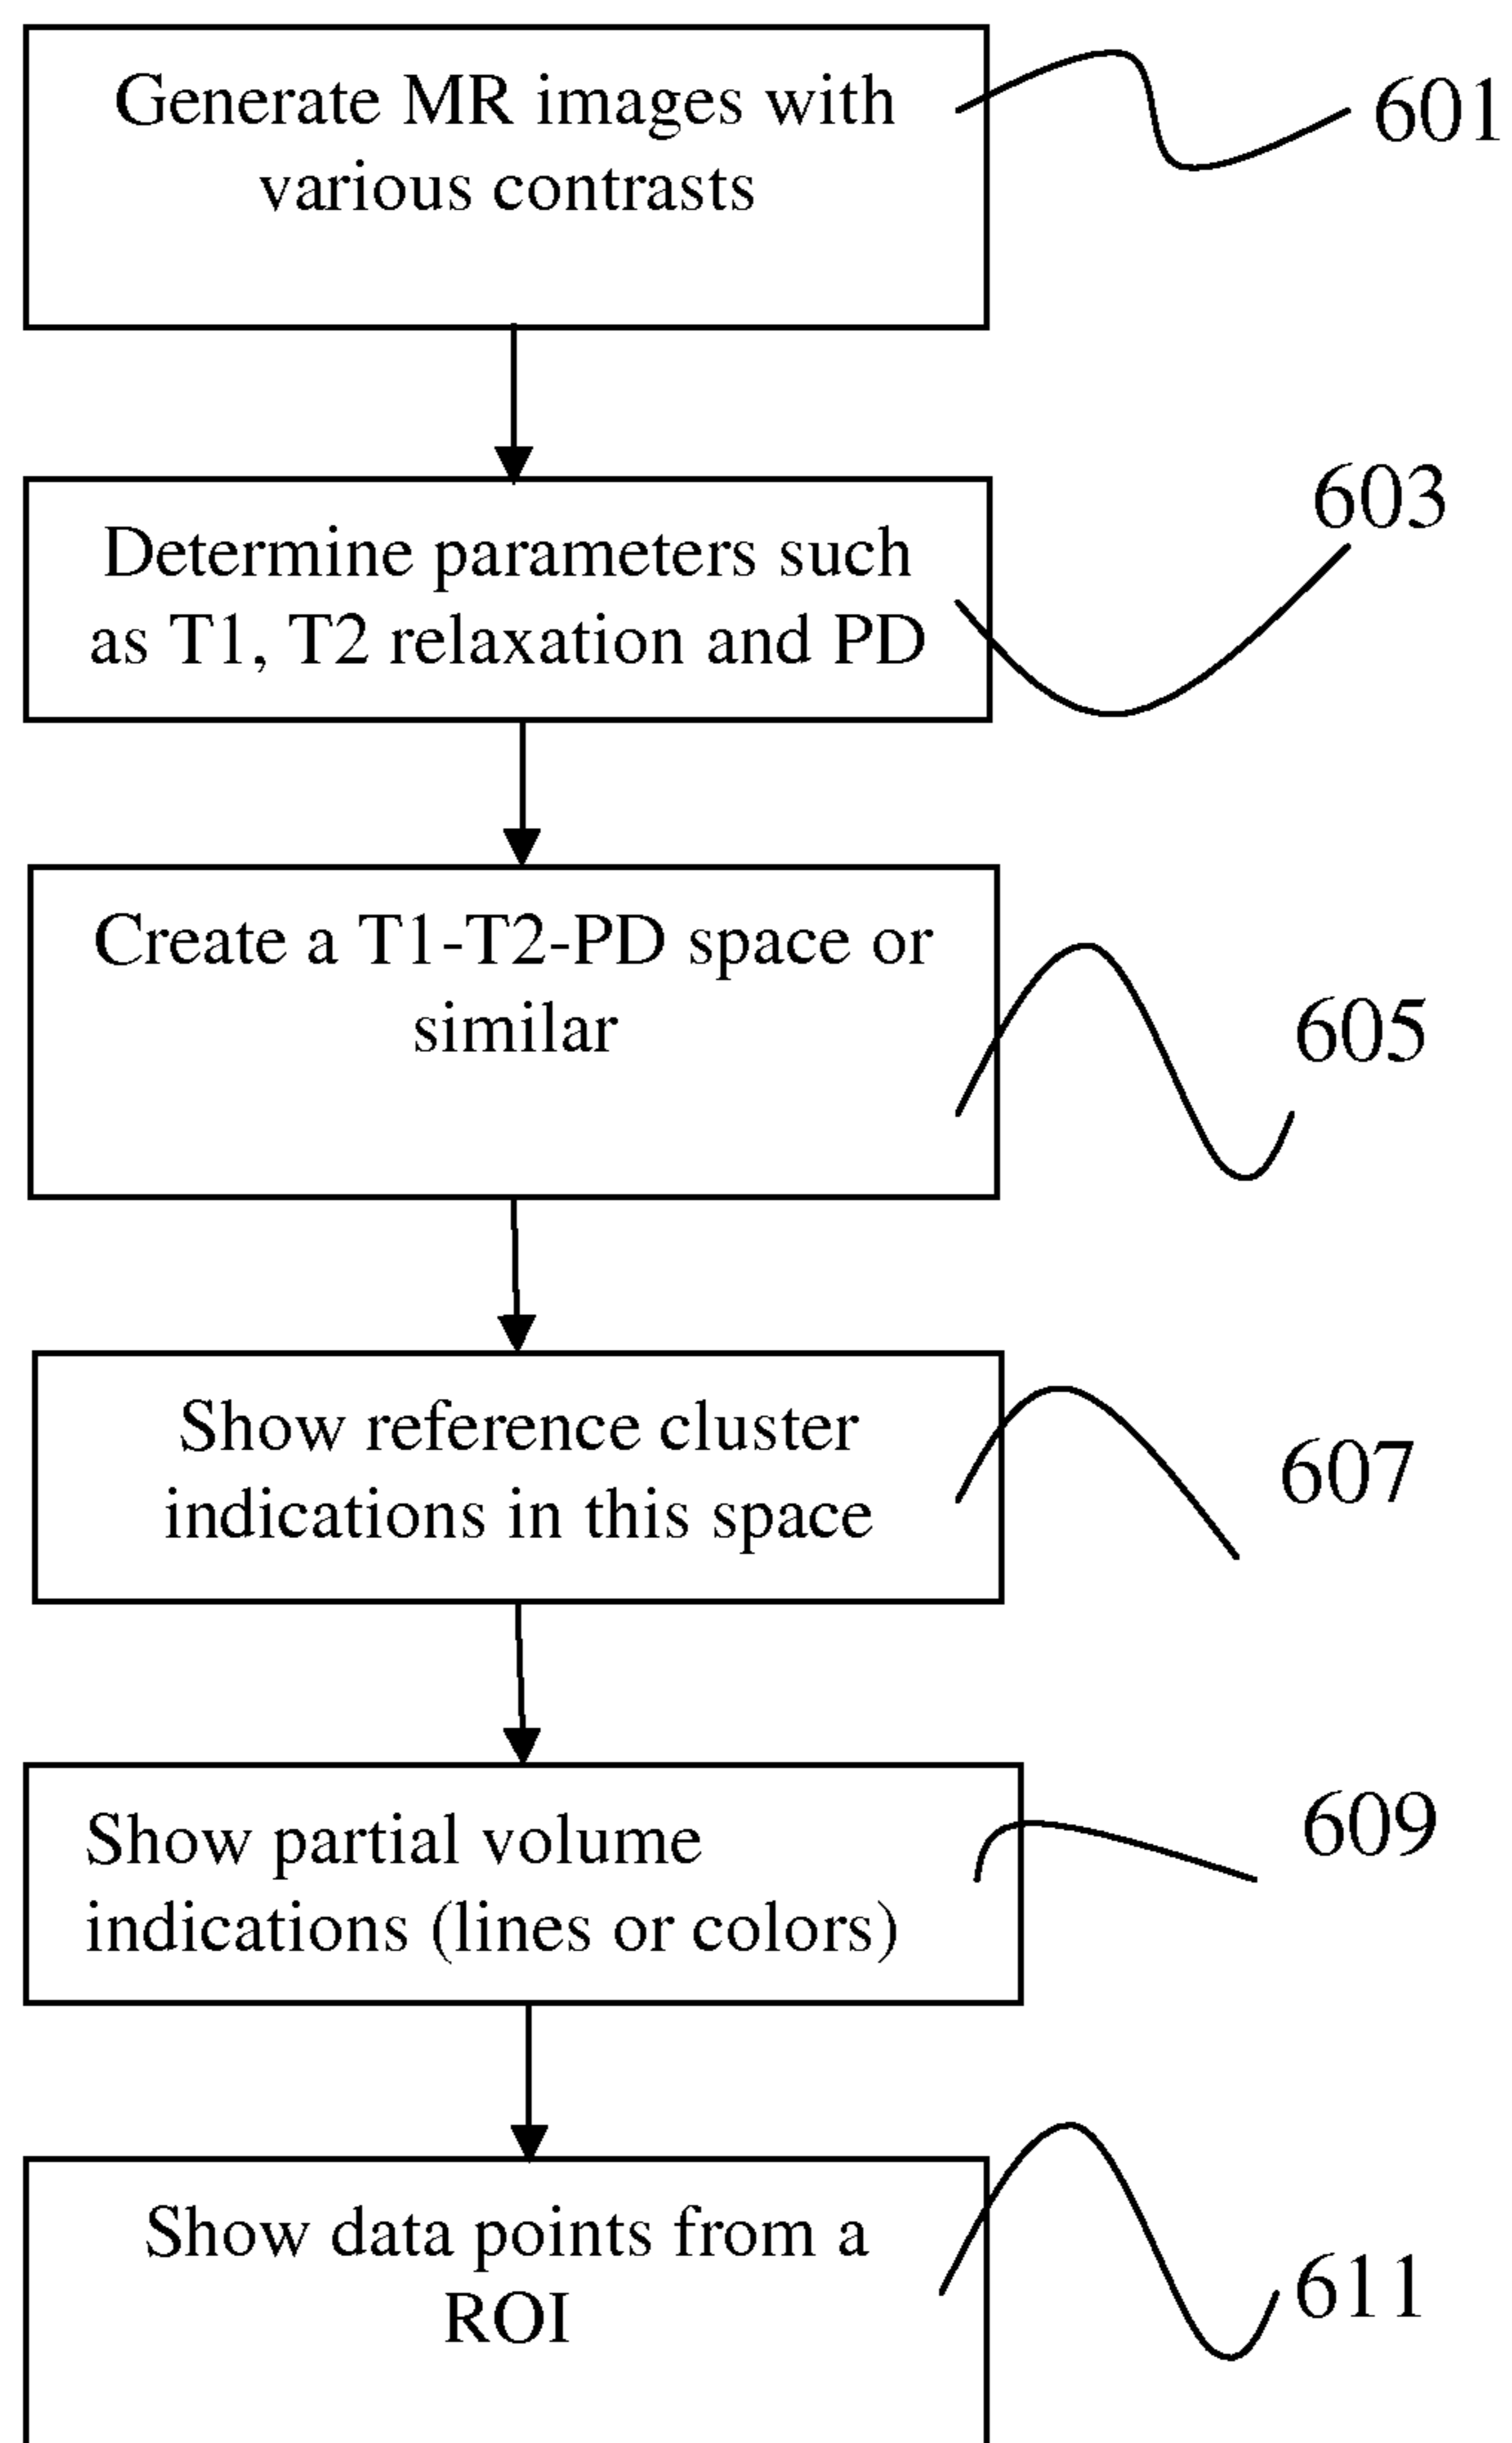 Generate MR images with
various contrasts
601
603
Determine parameters such
as T1, T2 relaxation and PD
Create a T1-T2-PD space or
similar
605
Show reference cluster
indications in this space
607
Show partial volume
indications (lines or colors)
609
Show data points from a
ROI
611